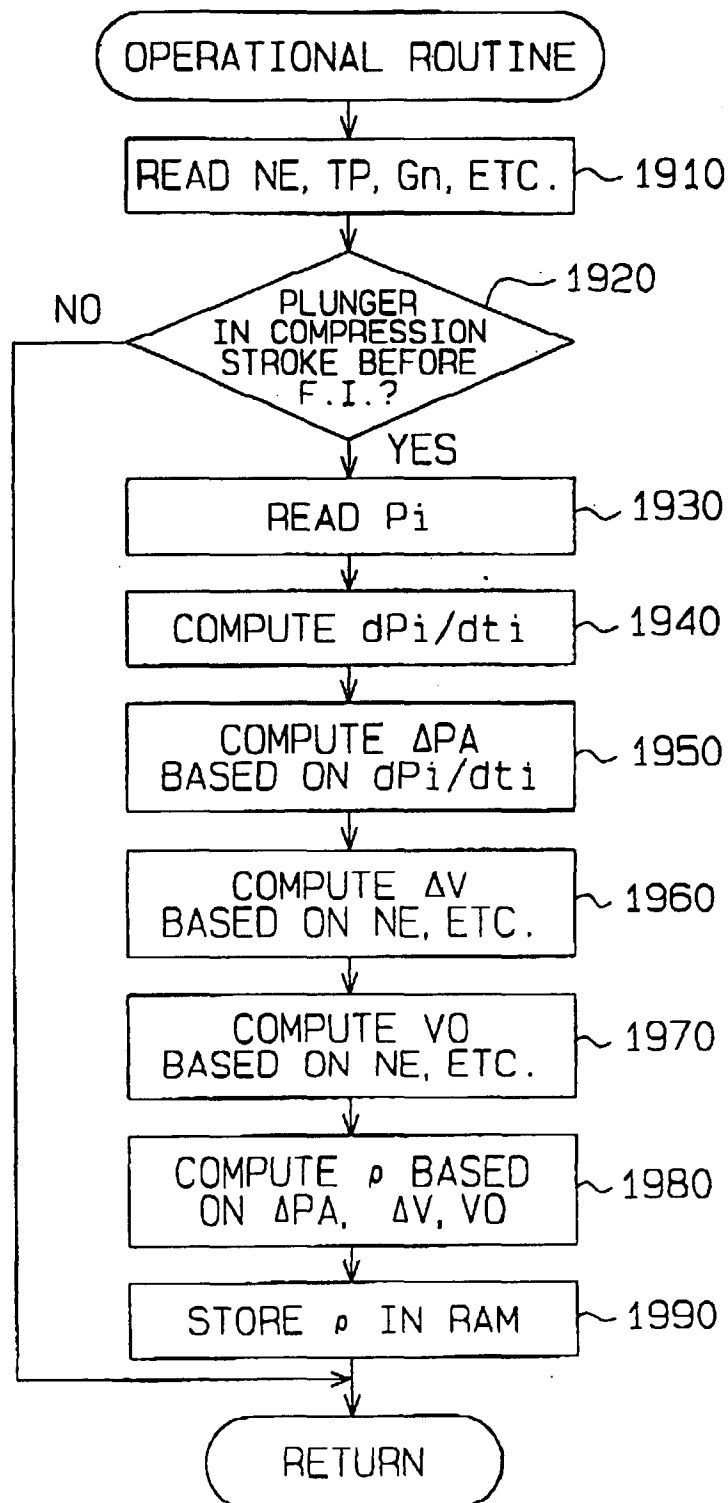 OPERATIONAL ROUTINE
READ NE, TP, Gn, ETC.
1910
1920
NO
PLUNGER
IN COMPRESSION
STROKE BEFORE
F.I.?
YES
READ Pi
1930
COMPUTE dPi/dti
1940
COMPUTE ΔPA
BASED ON dPi/dti
1950
COMPUTE ΔV
BASED ON NE, ETC.
1960
COMPUTE VO
BASED ON NE, ETC.
1970
COMPUTE ρ BASED
ON ΔPA, ΔV, VO
1980
STORE ρ IN RAM
1990
RETURN